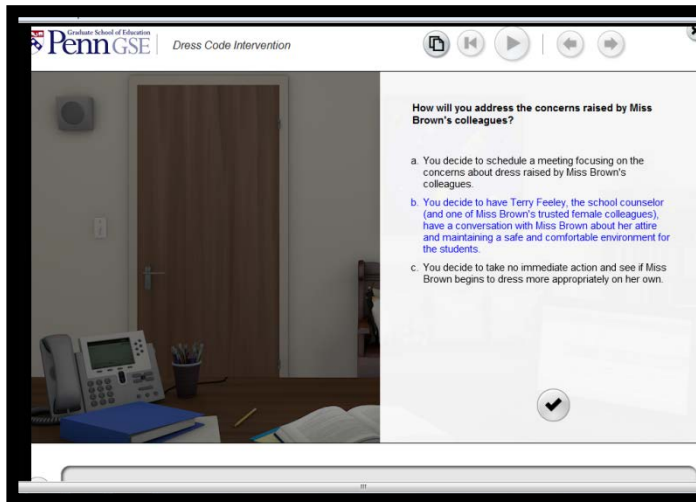 Graduate School of Education
Penn GSE
Dress Code Intervention
How will you address the concerns raised by Miss
Brown's colleagues?
a. You decide to schedule a meeting focusing on the
concerns about dress raised by Miss Brown's
colleagues.
b. You decide to have Terry Feeley, the school counselor
(and one of Miss Brown's trusted female colleagues),
have a conversation with Miss Brown about her attire
and maintaining a safe and comfortable environment for
the students.
c. You decide to take no immediate action and see if Miss
Brown begins to dress more appropriately on her own.